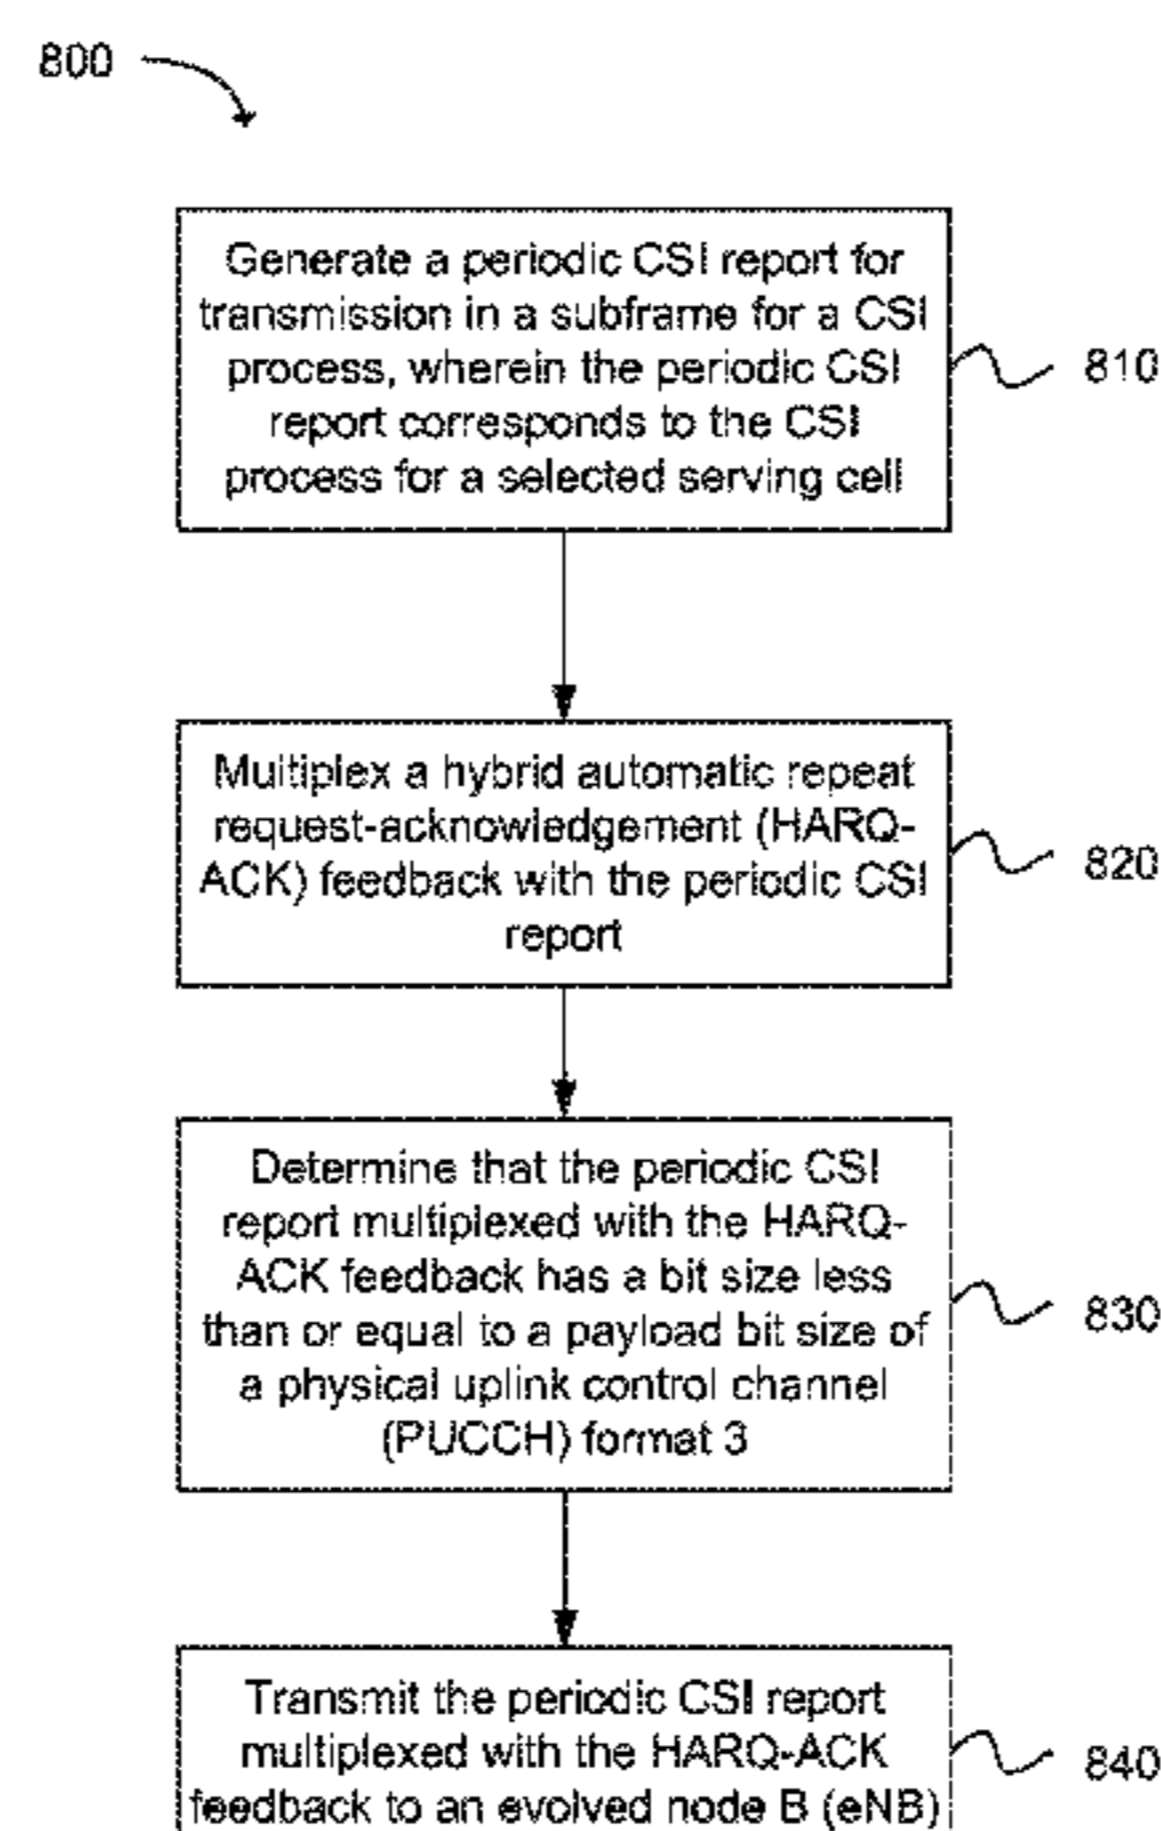 800
Generate a periodic CSI report for
transmission in a subframe for a CSI
process, wherein the periodic CSI
report corresponds to the CSI
process for a selected serving cell
810
Multiplex a hybrid automatic repeat
request-acknowledgement (HARQ-
ACK) feedback with the periodic CSI
report
820
Determine that the periodic CSI
report multiplexed with the HARQ-
ACK feedback has a bit size less
than or equal to a payload bit size of
a physical uplink control channel
(PUCCH) format 3
830
Transmit the periodic CSI report
multiplexed with the HARQ-ACK
feedback to an evolved node B (eNB)
840